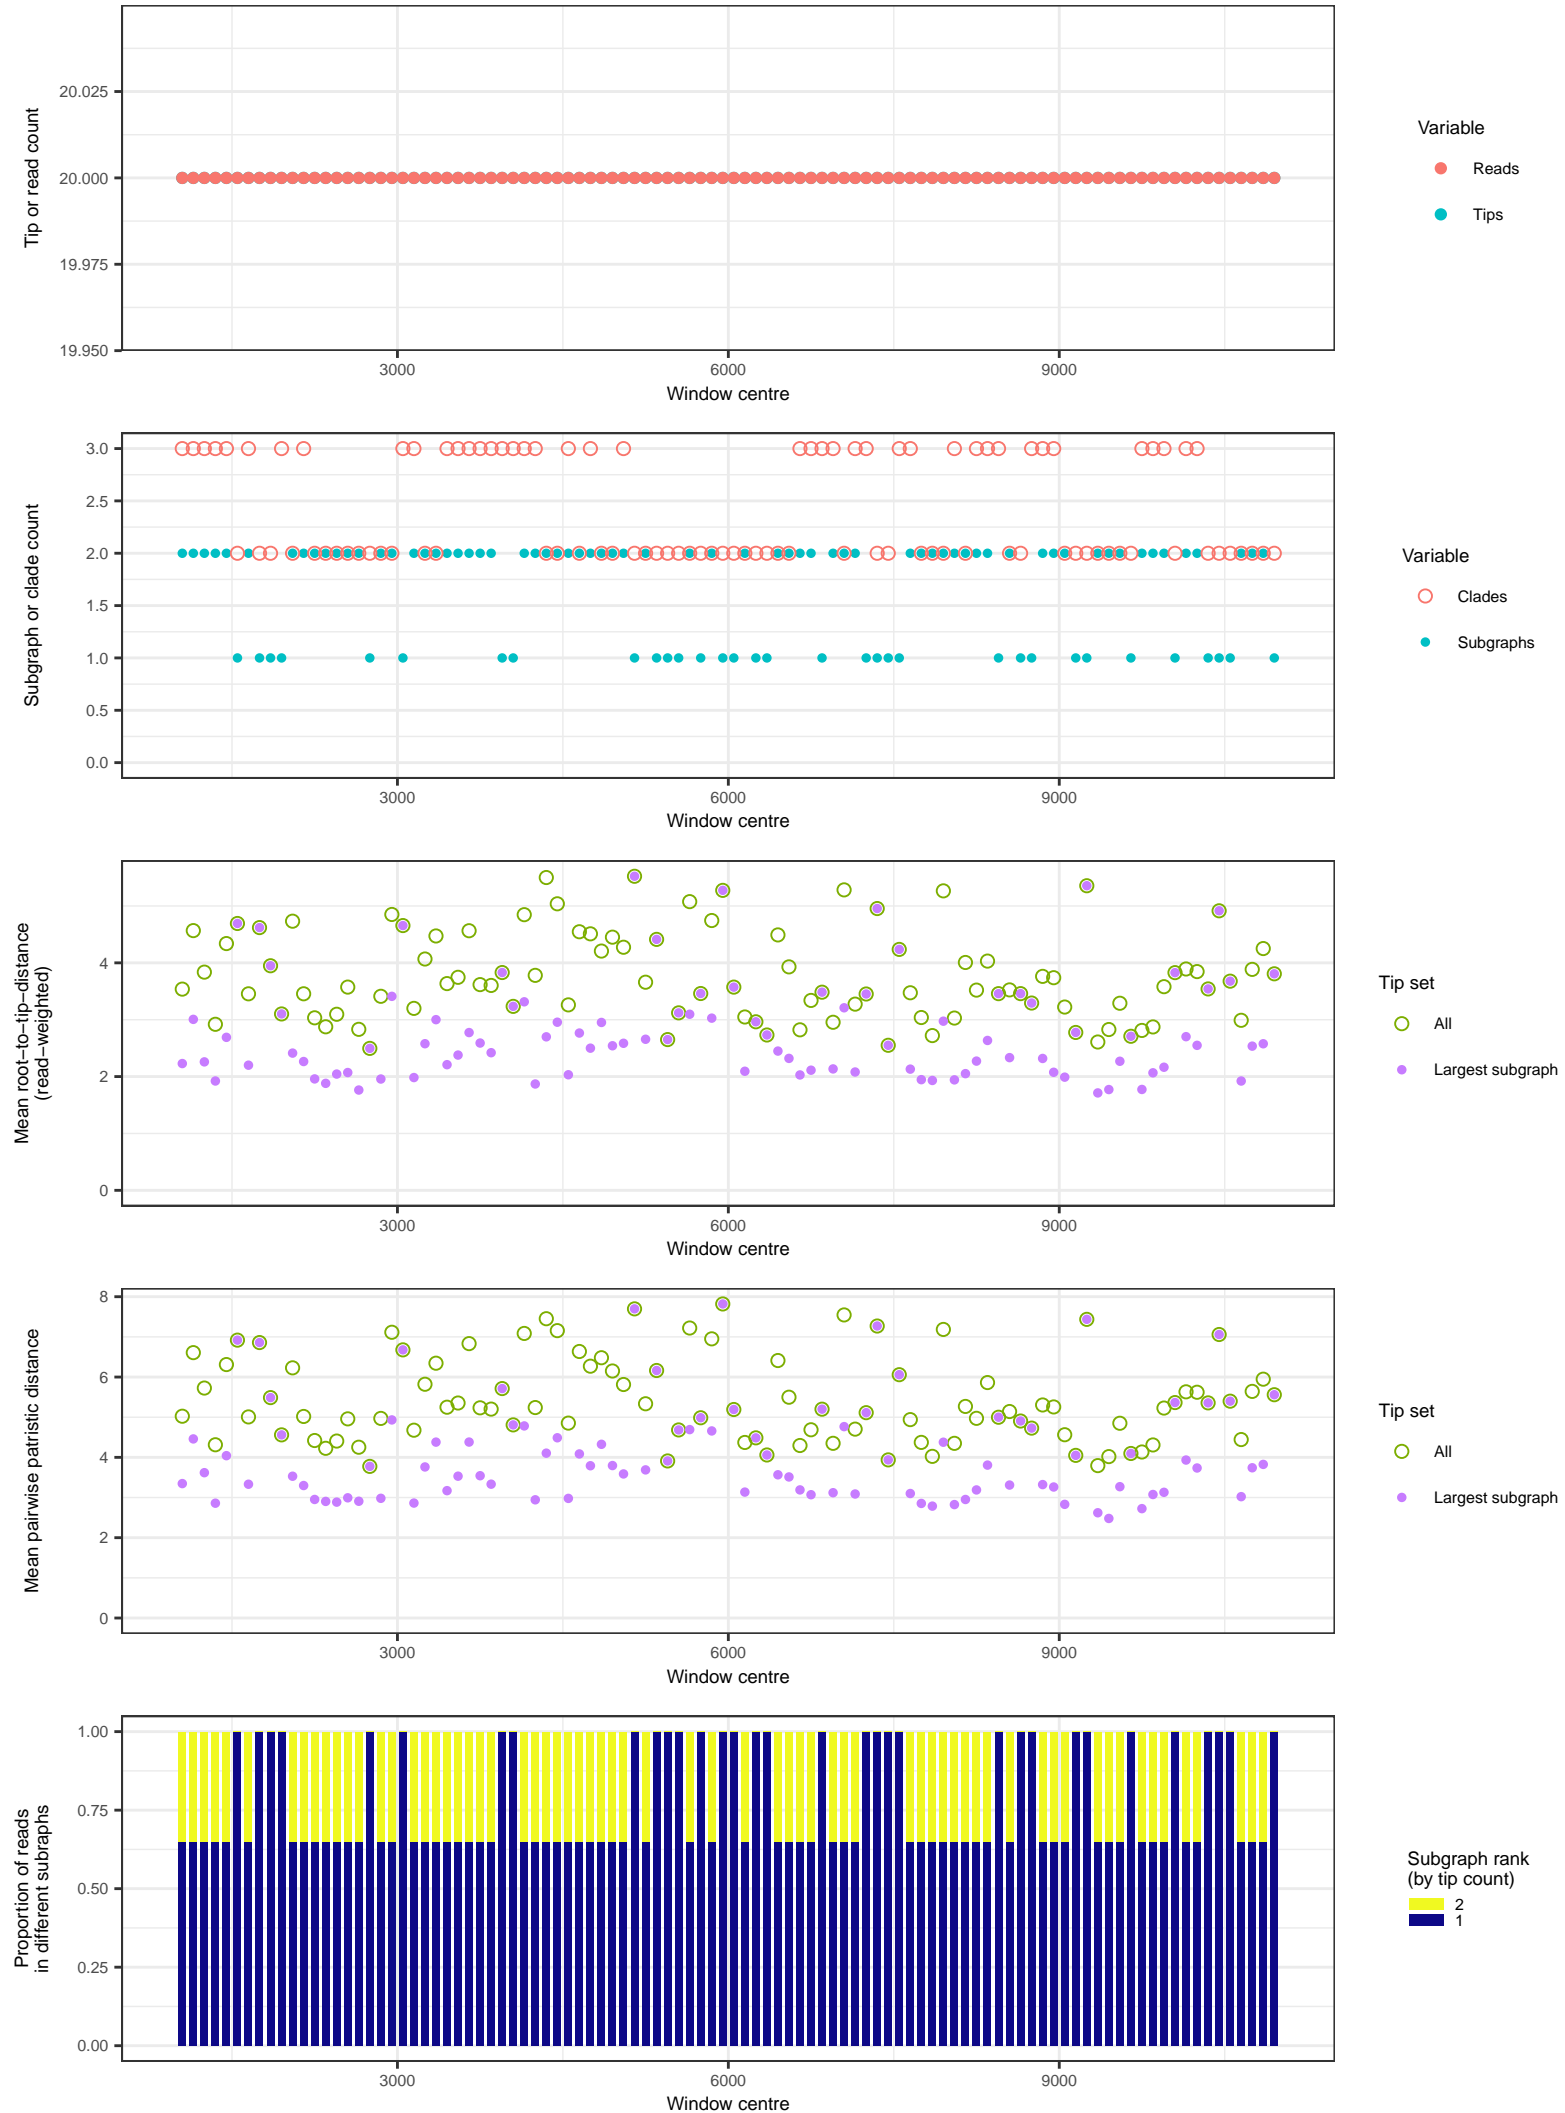 Tip or read count
20.025
20.000
19.975
19.950
3000
6000
9000
Window centre
Variable
Reads
Tips
Subgraph or clade count
3.0
2.5
2.0
1.5
1.0
0.5
0.0
3000
6000
9000
Window centre
Variable
Clades
Subgraphs
Mean root−to−tip−distance
(read−weighted)
4
2
0
3000
6000
9000
Window centre
Tip set
All
Largest subgraph
Mean pairwise patristic distance
8
6
4
2
0
3000
6000
9000
Window centre
Tip set
All
Largest subgraph
Proportion of reads
in different subraphs
1.00
0.75
0.50
0.25
0.00
3000
6000
9000
Window centre
Subgraph rank
(by tip count)
2
1